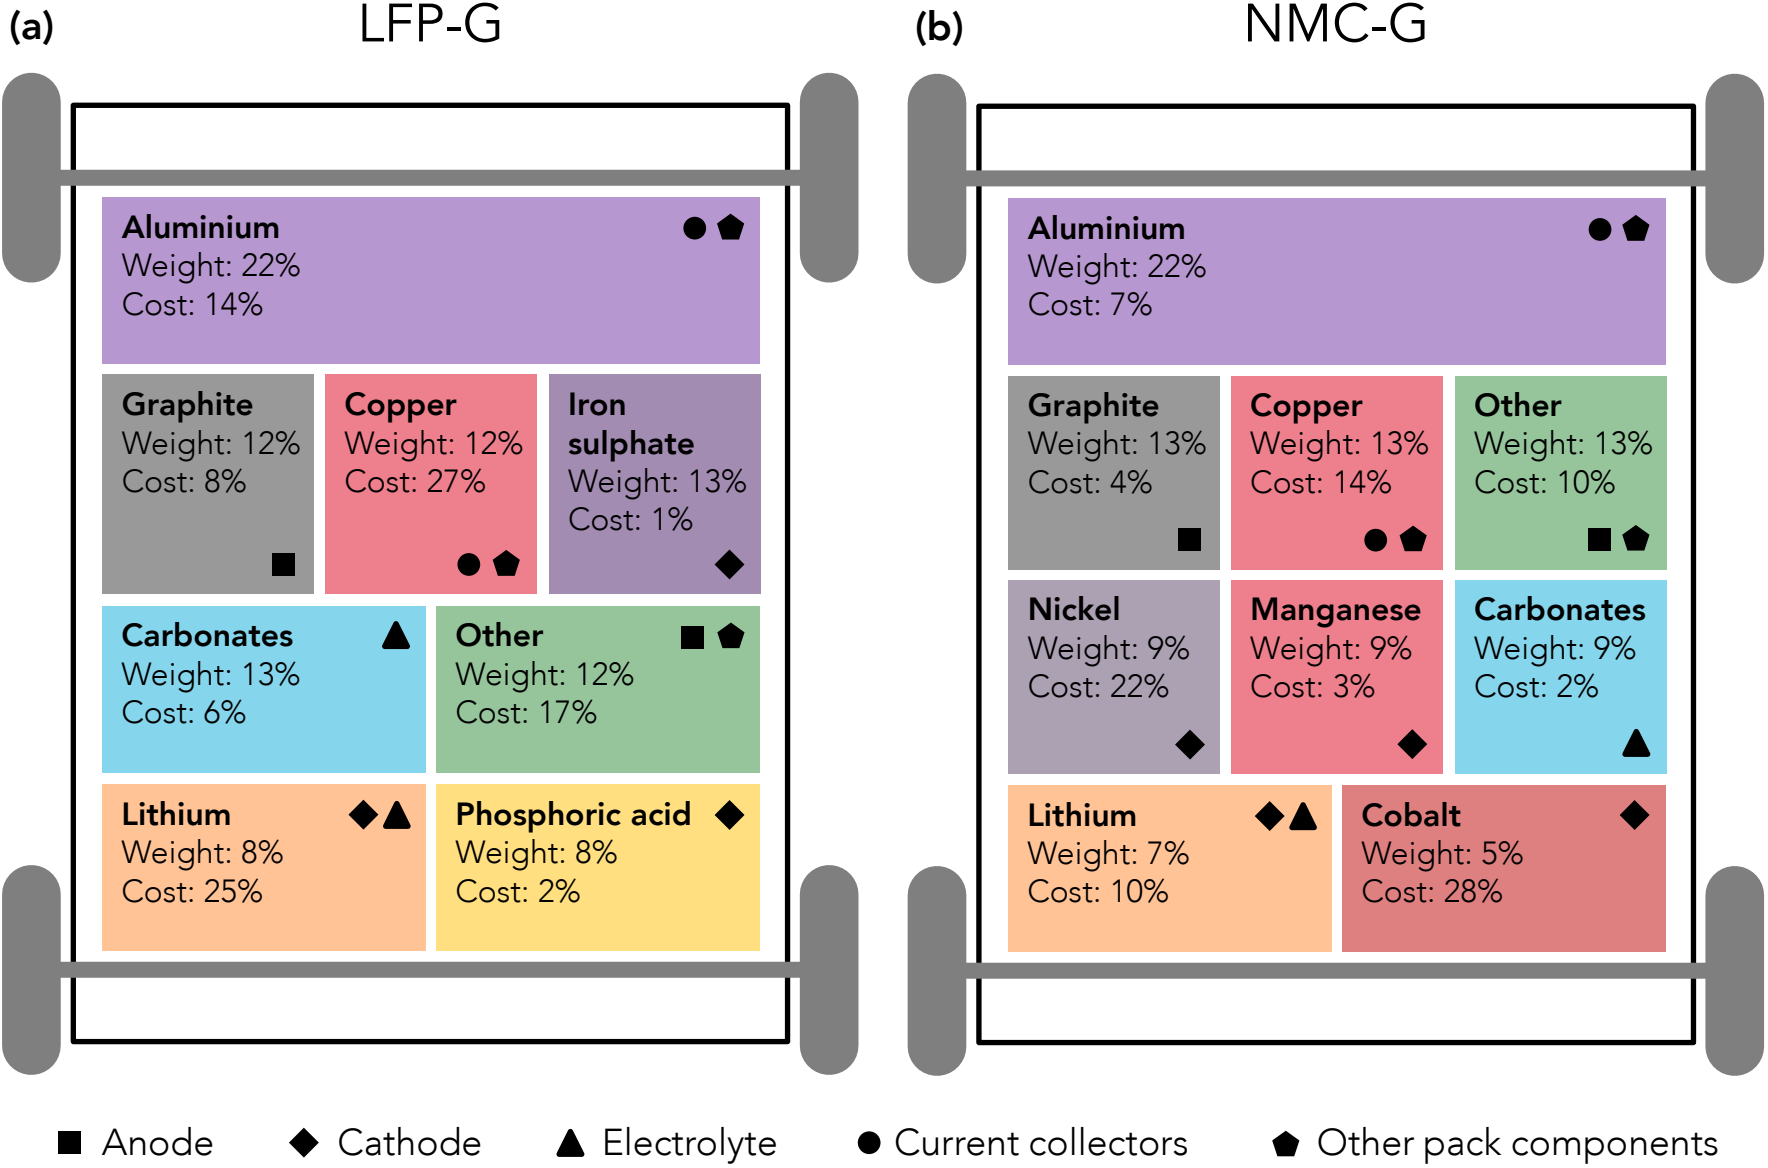 (a) LFP-G
Aluminium
Weight: 22%
Cost: 14%
Graphite
Weight: 12%
Cost: 8%
Copper
Weight: 12%
Cost: 27%
Iron
sulphate
Weight: 13%
Cost: 1%
Carbonates
Weight: 13%
Cost: 6%
Other
Weight: 12%
Cost: 17%
Lithium
Weight: 8%
Cost: 25%
Phosphoric acid
Weight: 8%
Cost: 2%
(b) NMC-G
Aluminium
Weight: 22%
Cost: 7%
Graphite
Weight: 13%
Cost: 4%
Copper
Weight: 13%
Cost: 14%
Other
Weight: 13%
Cost: 10%
Nickel
Weight: 9%
Cost: 22%
Manganese
Weight: 9%
Cost: 3%
Carbonates
Weight: 9%
Cost: 2%
Lithium
Weight: 7%
Cost: 10%
Cobalt
Weight: 5%
Cost: 28%
Anode
Cathode
Electrolyte
Current collectors
Other pack components